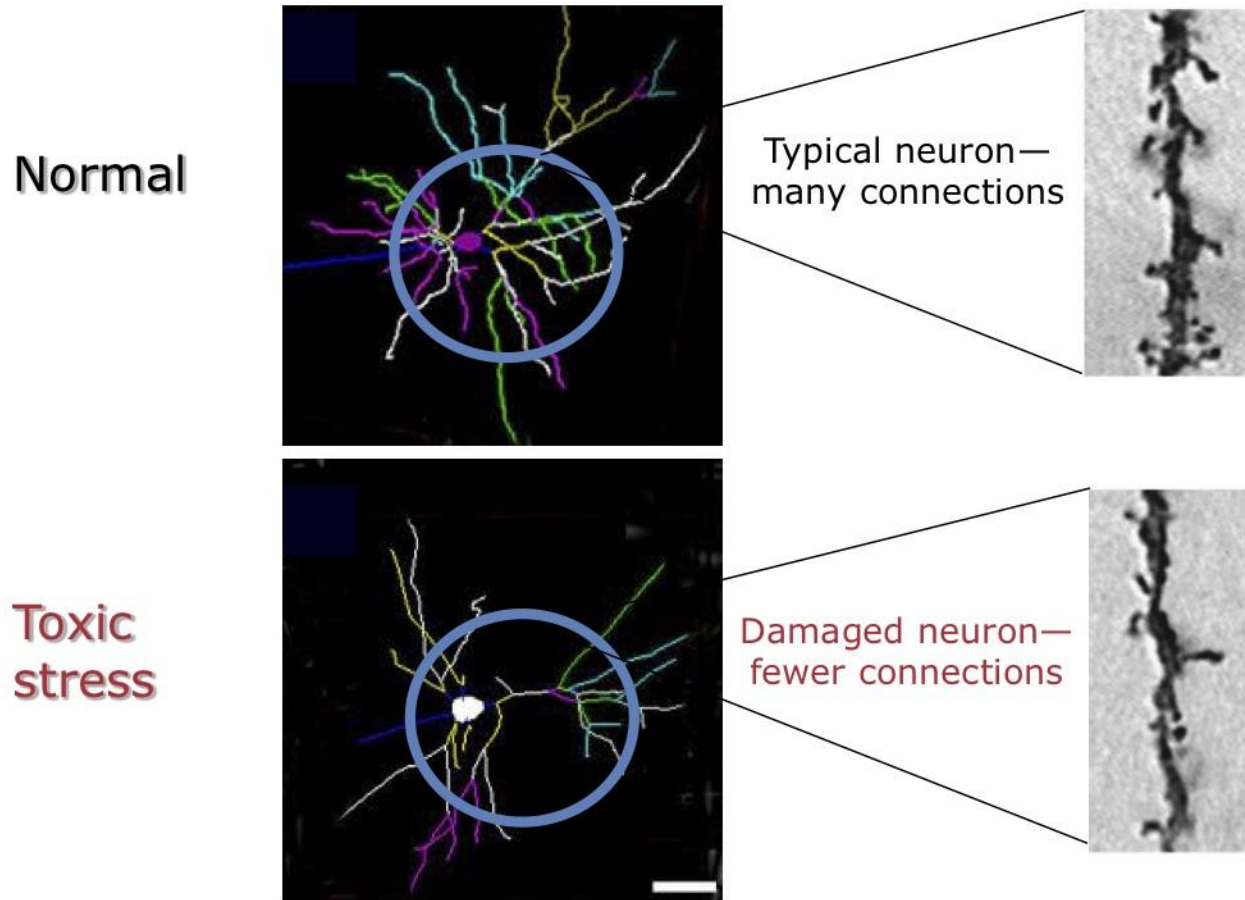 Normal
Typical neuron—
many connections
Toxic
stress
Damaged neuron—
fewer connections